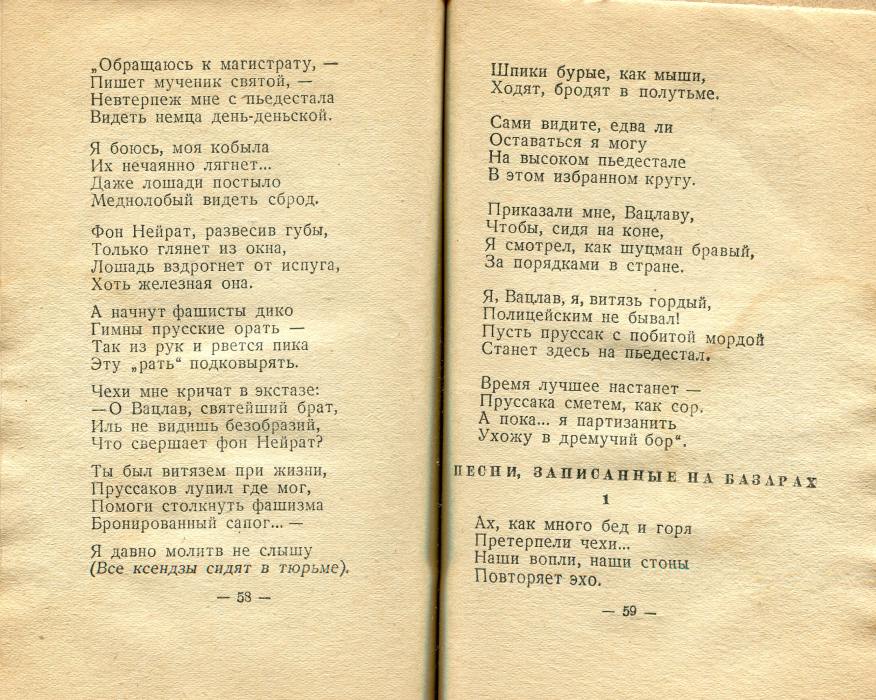 „Обращаюсь к магистрату, —
Пишет мученик святой, —
Невтерпеж мне с пьедестала
Видеть немца день-деньской.
Я боюсь, моя кобыла
Их нечаянно лягнет...
Даже лошади постыло
Меднолобый видеть сброд.
Фон Нейрат, развесив губы,
Только глянет из окна,
Лошадь вздрогнет от испуга,
Хоть железная она.
А начнут фашисты дико
Гимны прусские орать —
Так из рук и рвется пика
Эту „рать“ подковырять.
Чехи мне кричат в экстазе:
—О Вацлав, святейший брат,
Иль не видишь безобразий,
Что свершает фон Нейрат?
Ты был витязем при жизни,
Пруссаков лупил где мог,
Помоги столкнуть фашизма
Бронированный сапог... —
Я давно молитв не слышу
(Все ксендзы сидят в тюрьме).
— 58 —
Шпики бурые, как мыши,
Ходят, бродят в полутьме.
Сами видите, едва ли
Оставаться я могу
На высоком пьедестале
В этом избранном кругу.
Приказали мне, Вацлаву,
Чтобы, сидя на коне,
Я смотрел, как шуцман бравый,
За порядками в стране.
Я, Вацлав, я, витязь гордый,
Полицейским не бывал!
Пусть пруссак с побитой мордой
Станет здесь на пьедестал.
Время лучшее настанет —
Пруссака сметем, как сор.
А пока... я партизанить
Ухожу в дремучий бор“.
ПЕСНИ, ЗАПИСАННЫЕ НА БАЗАРАХ
1
Ах, как много бед и горя
Претерпели чехи...
Наши вопли, наши стоны
Повторяет эхо.
— 59 —